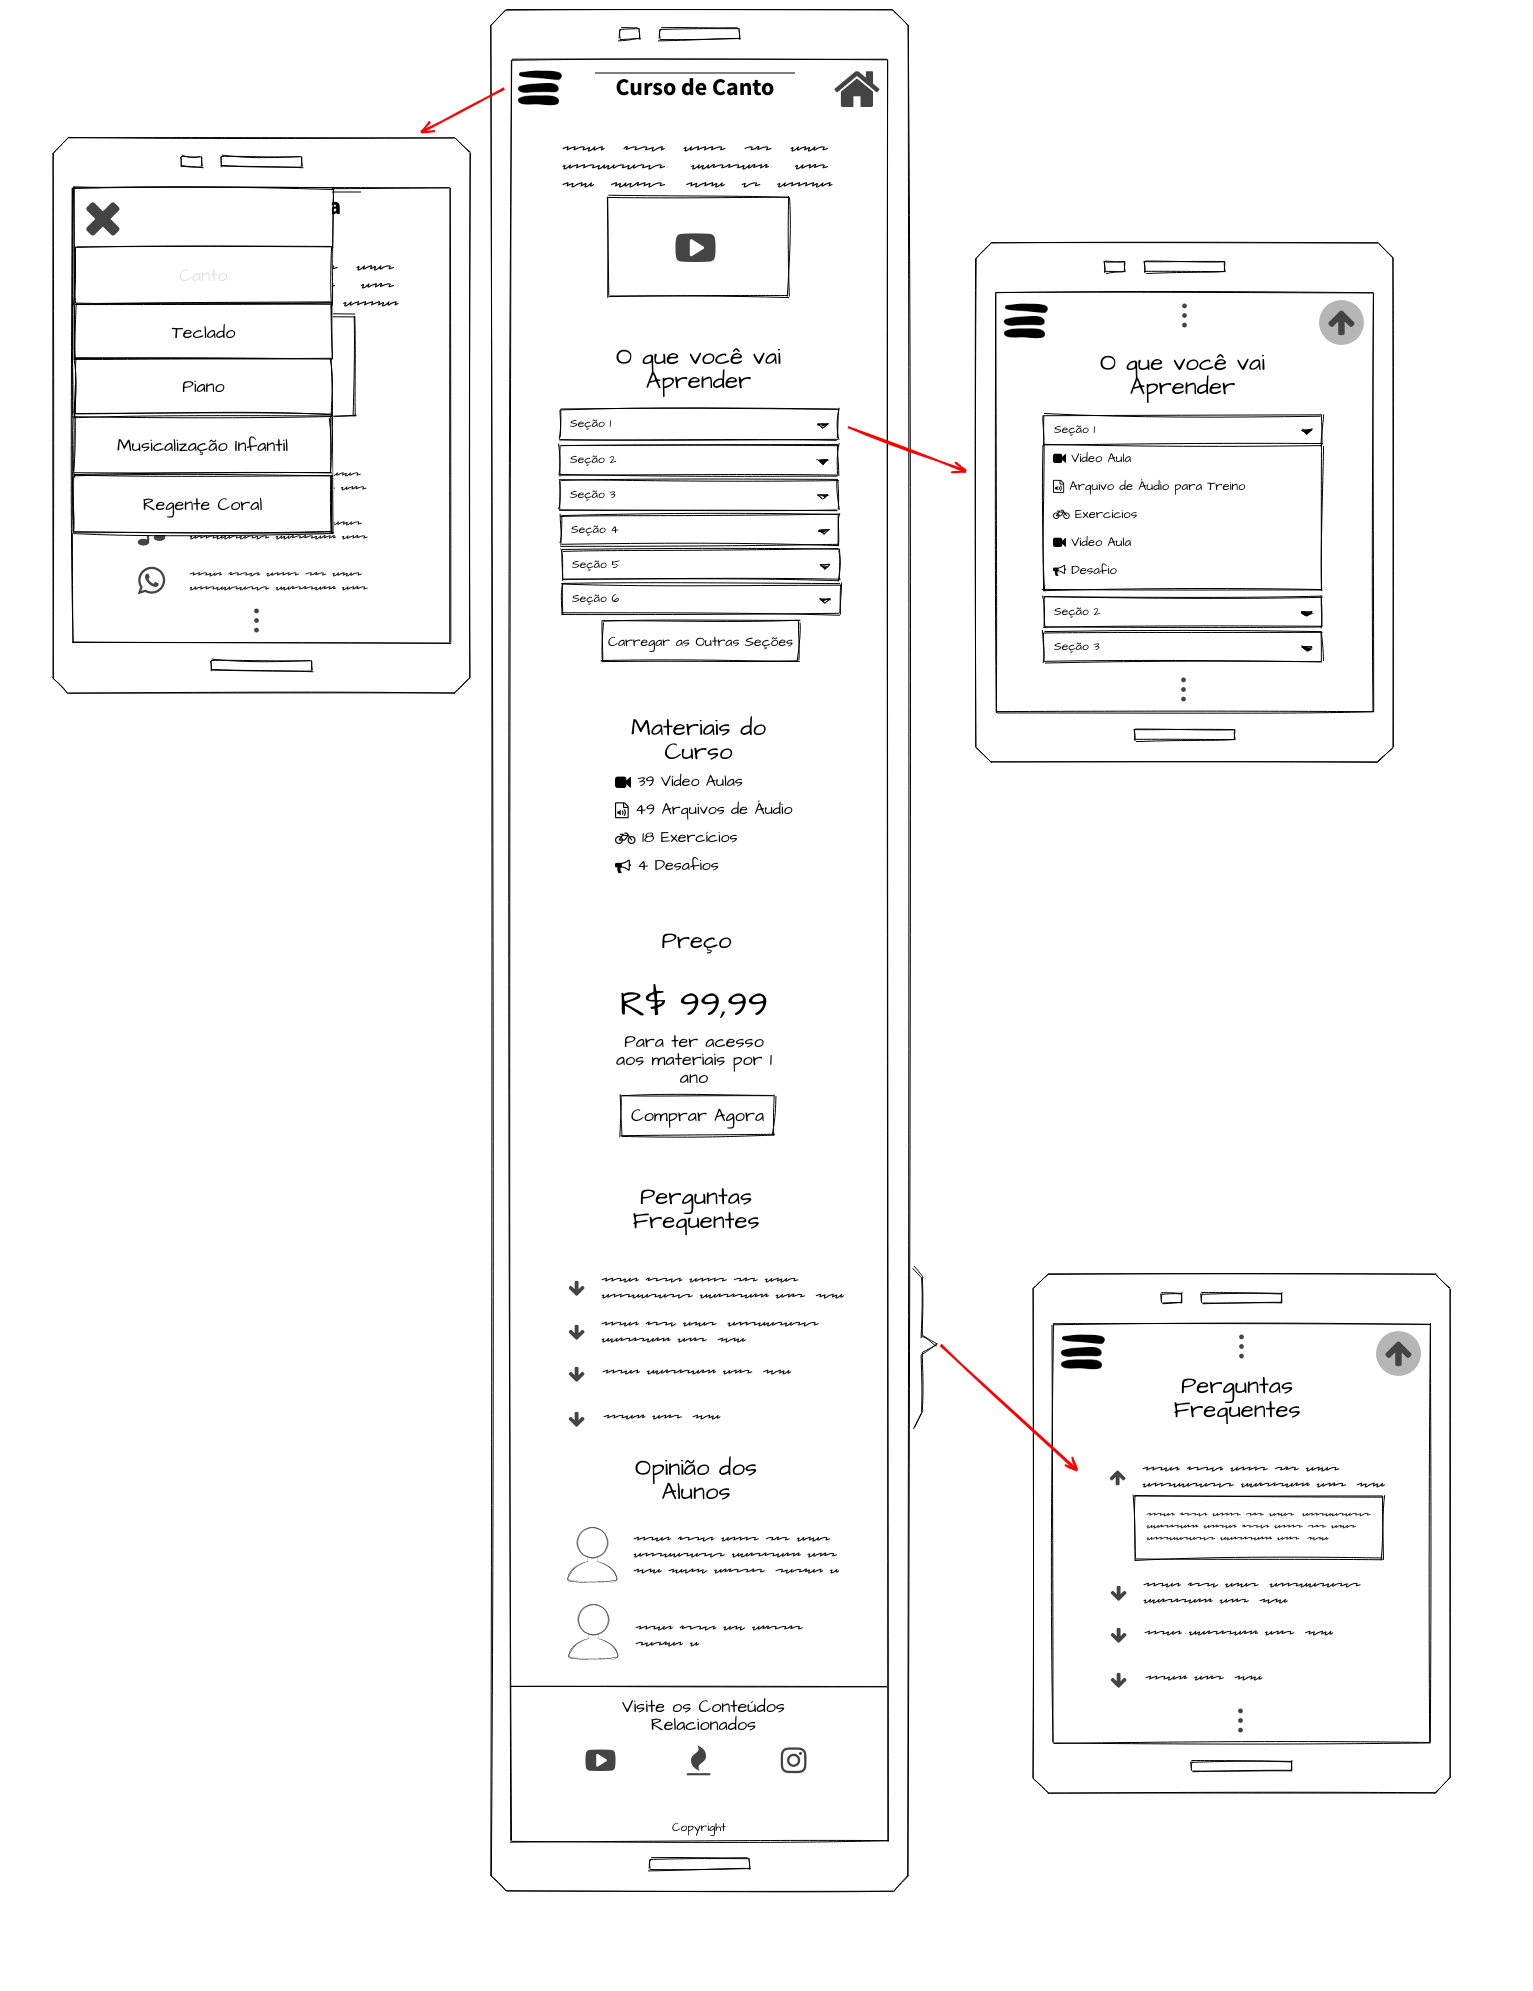 Curso de Canto
O que você vai
Aprender
Seção 1
Seção 2
Seção 3
Seção 4
Seção 5
Seção 6
Carregar as Outras Seções
Materiais do
Curso
39 Video Aulas
49 Arquivos de Áudio
18 Exercícios
4 Desafios
Preço
R$ 99,99
Para ter acesso
aos materiais por 1
ano
Comprar Agora
Perguntas
Frequentes
Opinião dos
Alunos
Visite os Conteúdos
Relacionados
Copyright
a
Canto
Teclado
Piano
Musicalização Infantil
Regente Coral
O que você vai
Aprender
Seção 1
Video Aula
Arquivo de Áudio para Treino
Exercícios
Video Aula
Desafio
Seção 2
Seção 3
Perguntas
Frequentes